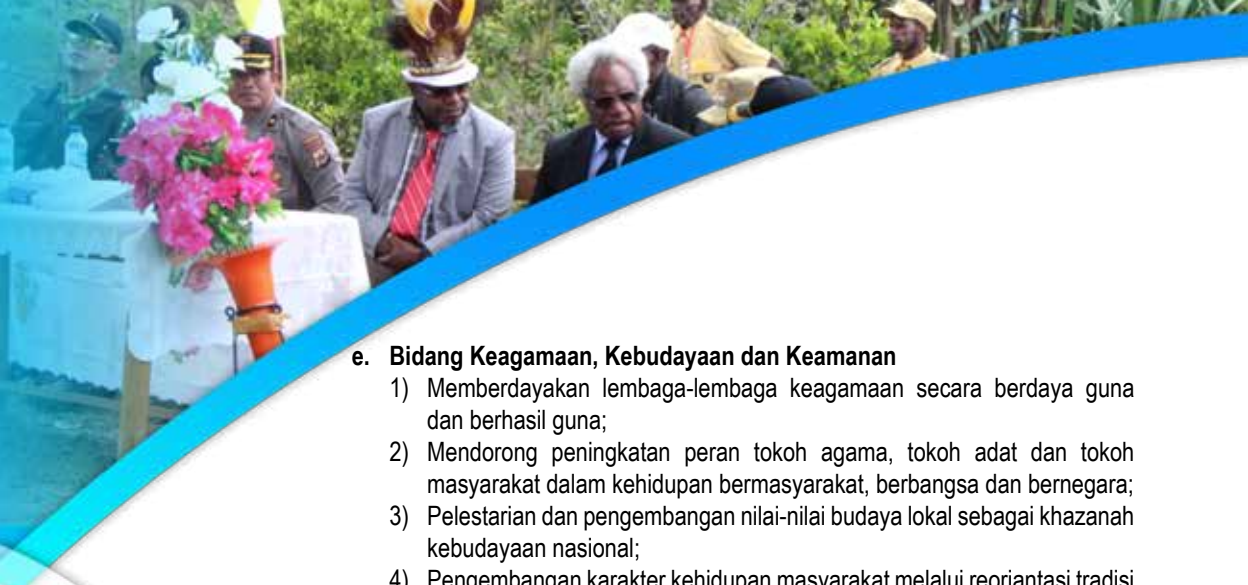 e. Bidang Keagamaan, Kebudayaan dan Keamanan
1) Memberdayakan lembaga-lembaga keagamaan secara berdaya guna
dan berhasil guna;
2) Mendorong peningkatan peran tokoh agama, tokoh adat dan tokoh
masyarakat dalam kehidupan bermasyarakat, berbangsa dan bernegara;
3) Pelestarian dan pengembangan nilai-nilai budaya lokal sebagai khazanah
kebudayaan nasional;
4) Pengembangan karakter kehidupan masyarakat melalui reoriantasi tradisi